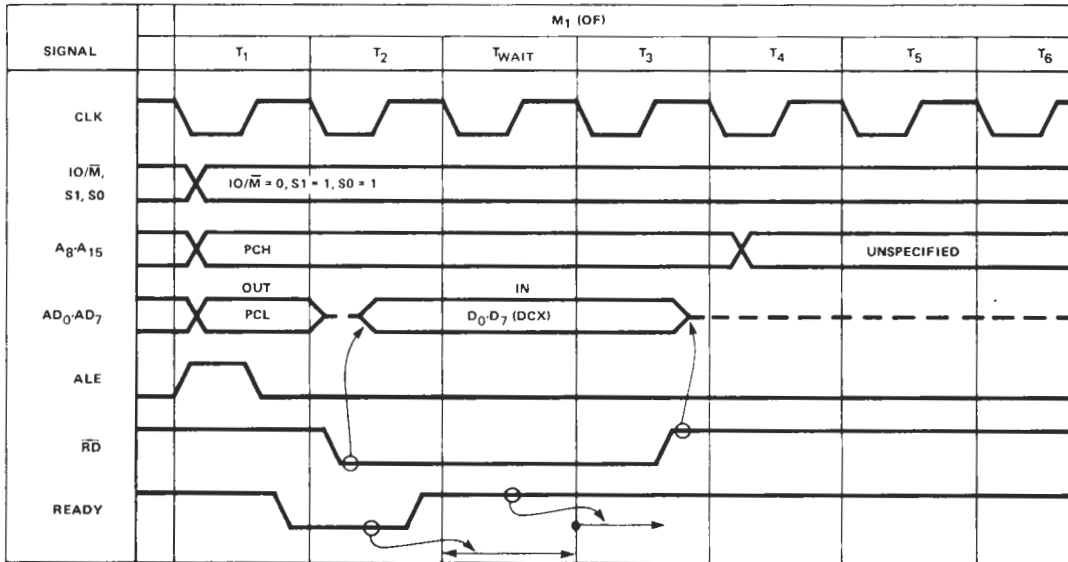 M₁ (OF)
SIGNAL T₁ T₂ TWAIT T₃ T₄ T₅ T₆
CLK
IO/M̅,
S1, S0
IO/M̅ = 0, S1 = 1, S0 = 1
A₈-A₁₅ PCH UNSPECIFIED
OUT IN
AD₀-AD₇ PCL D₀-D₇ (DCX)
ALE
R̅D̅
READY